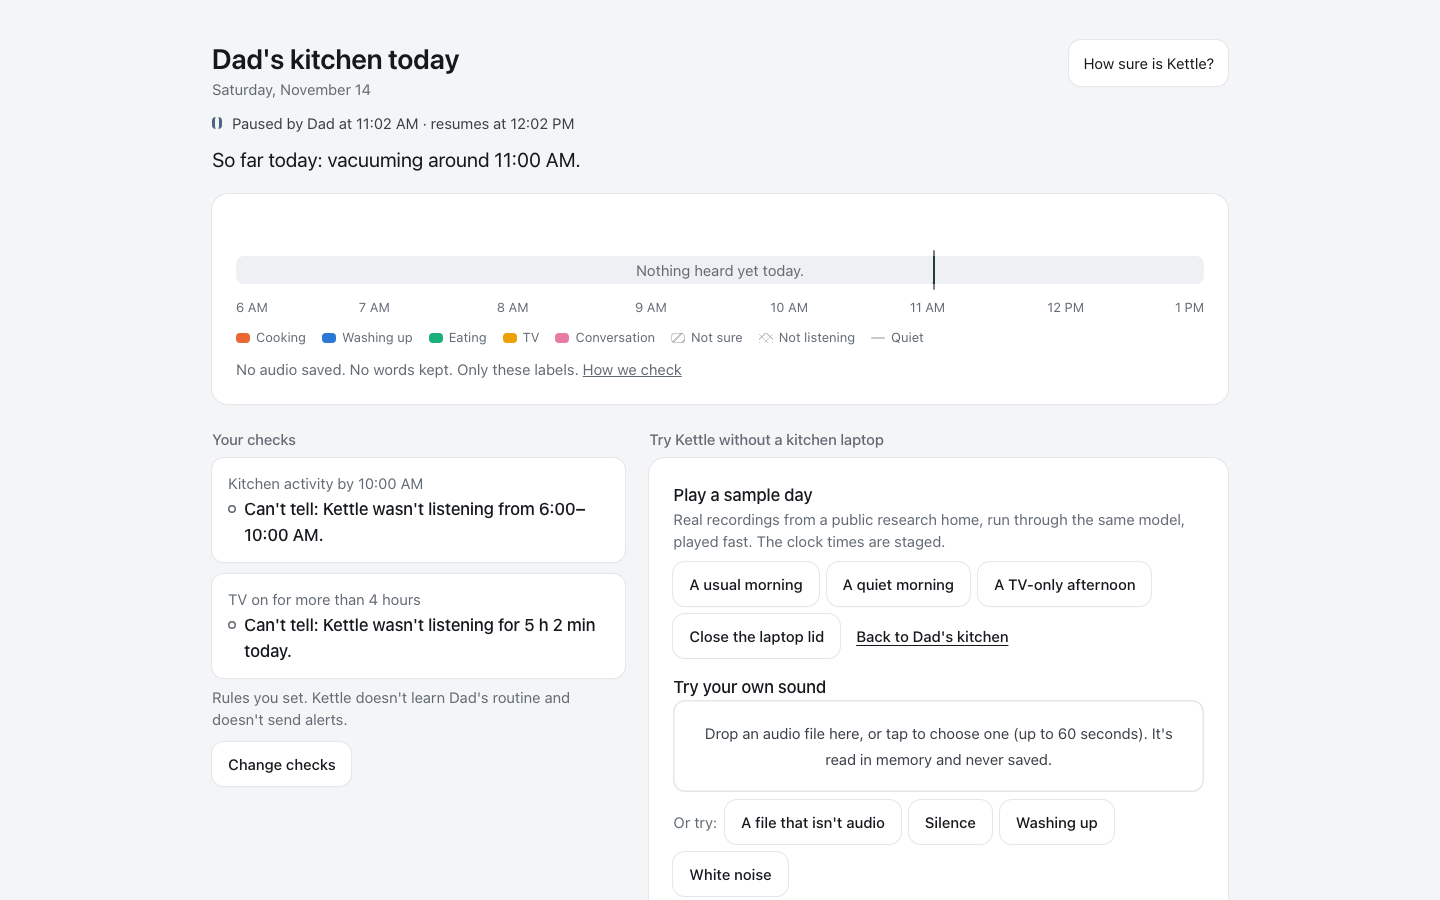 Dad's kitchen today
How sure is Kettle?
Saturday, November 14
Paused by Dad at 11:02 AM · resumes at 12:02 PM
So far today: vacuuming around 11:00 AM.
Nothing heard yet today.
6 AM 7 AM 8 AM 9 AM 10 AM 11 AM 12 PM 1 PM
Cooking Washing up Eating TV Conversation Not sure Not listening Quiet
No audio saved. No words kept. Only these labels. How we check
Your checks
Kitchen activity by 10:00 AM
Can't tell: Kettle wasn't listening from 6:00–
10:00 AM.
TV on for more than 4 hours
Can't tell: Kettle wasn't listening for 5 h 2 min
today.
Rules you set. Kettle doesn't learn Dad's routine and
doesn't send alerts.
Change checks
Try Kettle without a kitchen laptop
Play a sample day
Real recordings from a public research home, run through the same model,
played fast. The clock times are staged.
A usual morning A quiet morning A TV-only afternoon
Close the laptop lid Back to Dad's kitchen
Try your own sound
Drop an audio file here, or tap to choose one (up to 60 seconds). It's
read in memory and never saved.
Or try: A file that isn't audio Silence Washing up
White noise